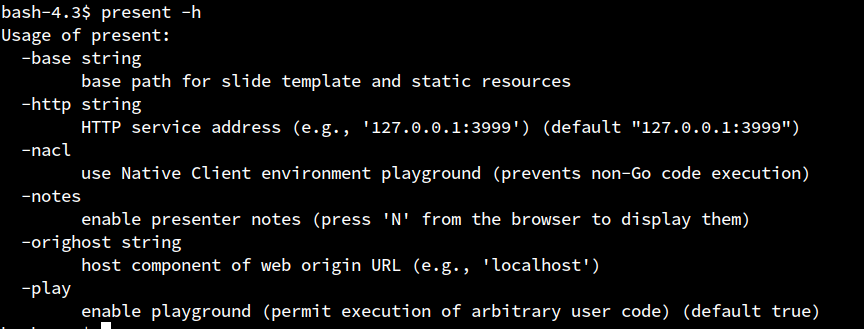 bash-4.3$ present -h
Usage of present:
  -base string
        base path for slide template and static resources
  -http string
        HTTP service address (e.g., '127.0.0.1:3999') (default "127.0.0.1:3999")
  -nacl
        use Native Client environment playground (prevents non-Go code execution)
  -notes
        enable presenter notes (press 'N' from the browser to display them)
  -orighost string
        host component of web origin URL (e.g., 'localhost')
  -play
        enable playground (permit execution of arbitrary user code) (default true)